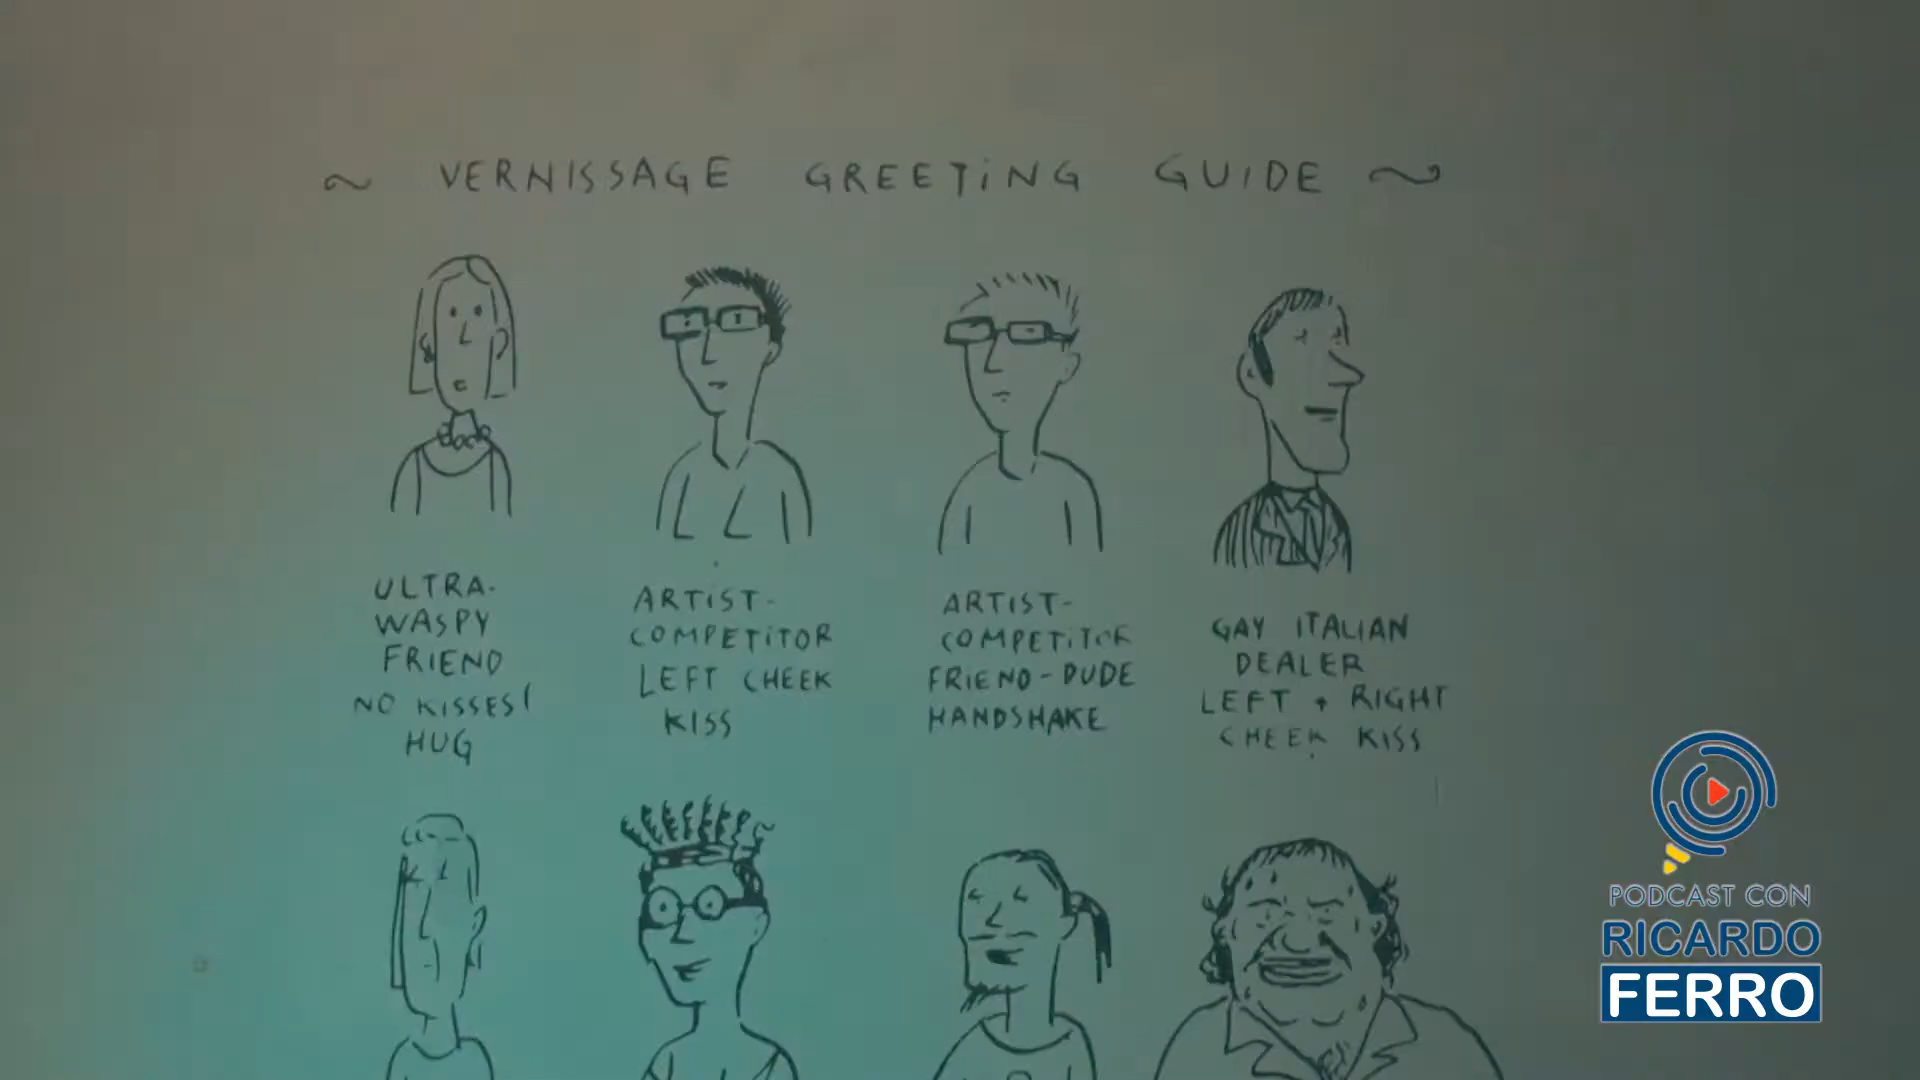 ~ VERNISSAGE GREETING GUIDE ~
ULTRA-
WASPY
FRIEND
NO KISSES!
HUG
ARTIST-
COMPETITOR
LEFT CHEEK
KISS
ARTIST-
COMPETITOR
FRIEND-DUDE
HANDSHAKE
GAY ITALIAN
DEALER
LEFT + RIGHT
CHEEK KISS
PODCAST CON
RICARDO
FERRO